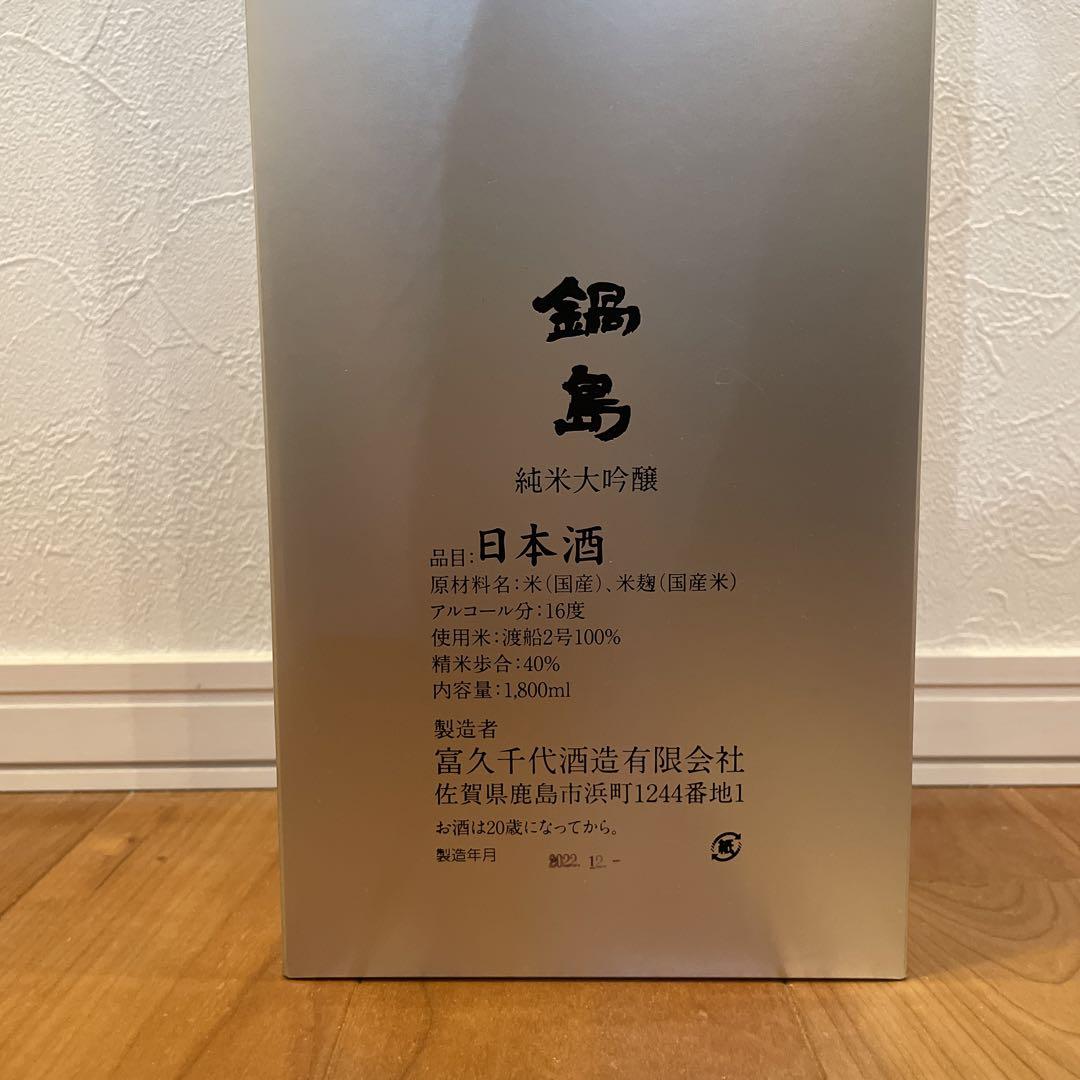 鍋島
純米大吟醸
品目:日本酒
原材料名:米(国産)、米麹(国産米)
アルコール分:16度
使用米:渡船2号100%
精米歩合:40%
内容量:1,800ml
製造者
富久千代酒造有限会社
佐賀県鹿島市浜町1244番地1
お酒は20歳になってから。
製造年月 2022. 12. -
紙